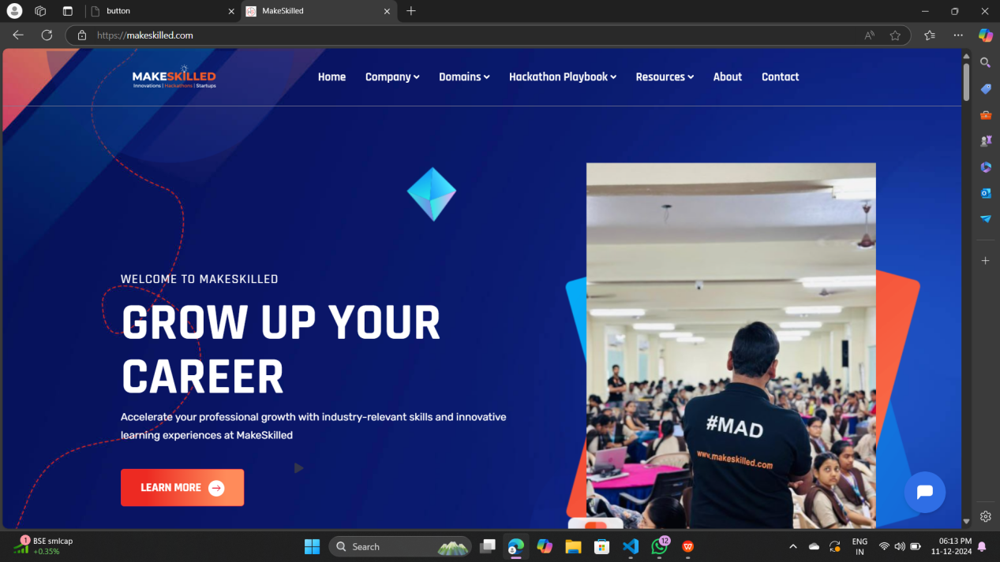 button
MakeSkilled
https://makeskilled.com
MAKESKILLED
Innovations | Hackathons | Startups
Home
Company
Domains
Hackathon Playbook
Resources
About
Contact
WELCOME TO MAKESKILLED
GROW UP YOUR
CAREER
Accelerate your professional growth with industry-relevant skills and innovative
learning experiences at MakeSkilled
LEARN MORE
#MAD
www.makeskilled.com
1
BSE smlcap
+0.35%
Search
12
ENG
IN
06:13 PM
11-12-2024